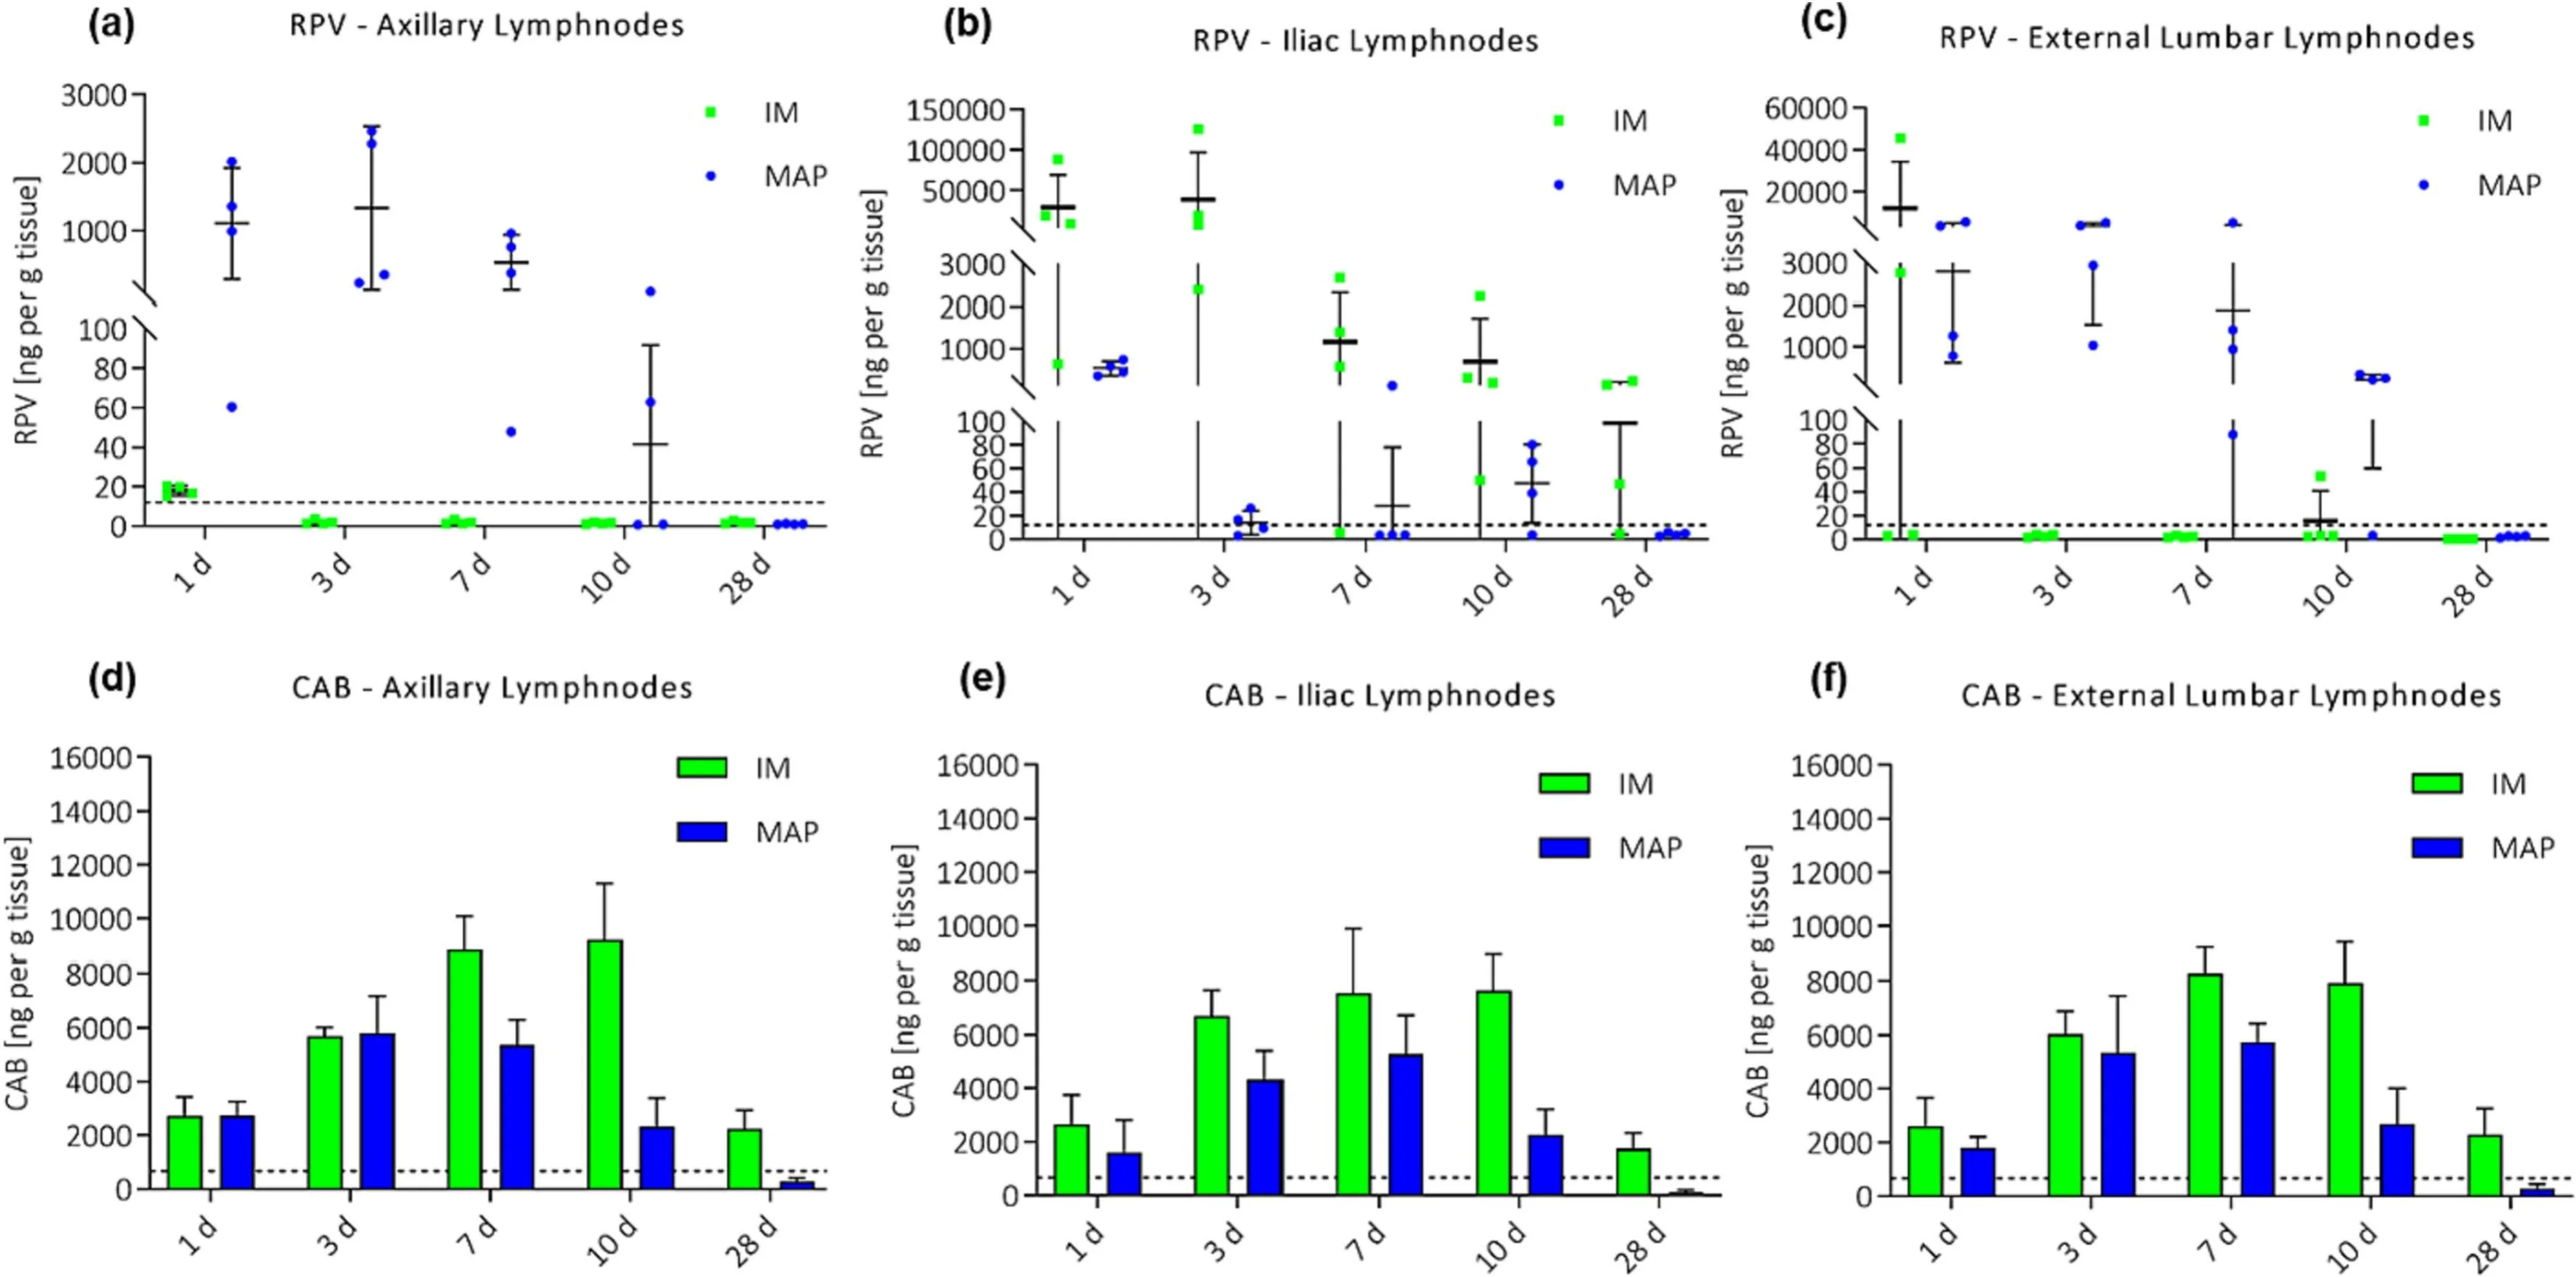 (a)
RPV - Axillary Lymphnodes
RPV [ng per g tissue]
3000
2000
1000
100
80
60
40
20
0
IM
MAP
1 d
3 d
7 d
10 d
28 d
(b)
RPV - Iliac Lymphnodes
RPV [ng per g tissue]
150000
100000
50000
3000
2000
1000
100
80
60
40
20
0
IM
MAP
1 d
3 d
7 d
10 d
28 d
(c)
RPV - External Lumbar Lymphnodes
RPV [ng per g tissue]
60000
40000
20000
3000
2000
1000
100
80
60
40
20
0
IM
MAP
1 d
3 d
7 d
10 d
28 d
(d)
CAB - Axillary Lymphnodes
CAB [ng per g tissue]
16000
14000
12000
10000
8000
6000
4000
2000
0
IM
MAP
1 d
3 d
7 d
10 d
28 d
(e)
CAB - Iliac Lymphnodes
CAB [ng per g tissue]
16000
14000
12000
10000
8000
6000
4000
2000
0
IM
MAP
1 d
3 d
7 d
10 d
28 d
(f)
CAB - External Lumbar Lymphnodes
CAB [ng per g tissue]
16000
14000
12000
10000
8000
6000
4000
2000
0
IM
MAP
1 d
3 d
7 d
10 d
28 d